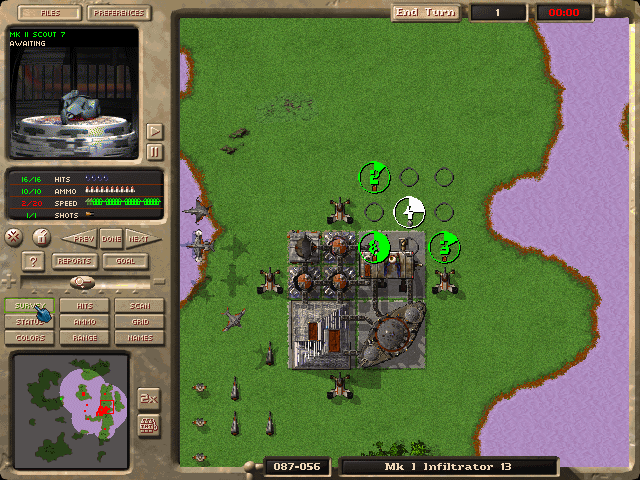 FILES
PREFERENCES
End Turn
1
00:00
MK II SCOUT 7
AWAITING
16/16 HITS
10/10 AMMO
SPEED
1/1 SHOTS
PREV
DONE
NEXT
?
REPORTS
GOAL
SURVEY
HITS
SCAN
STATUS
AMMO
GRID
COLORS
RANGE
NAMES
2x
087-056
Mk I Infiltrator 13